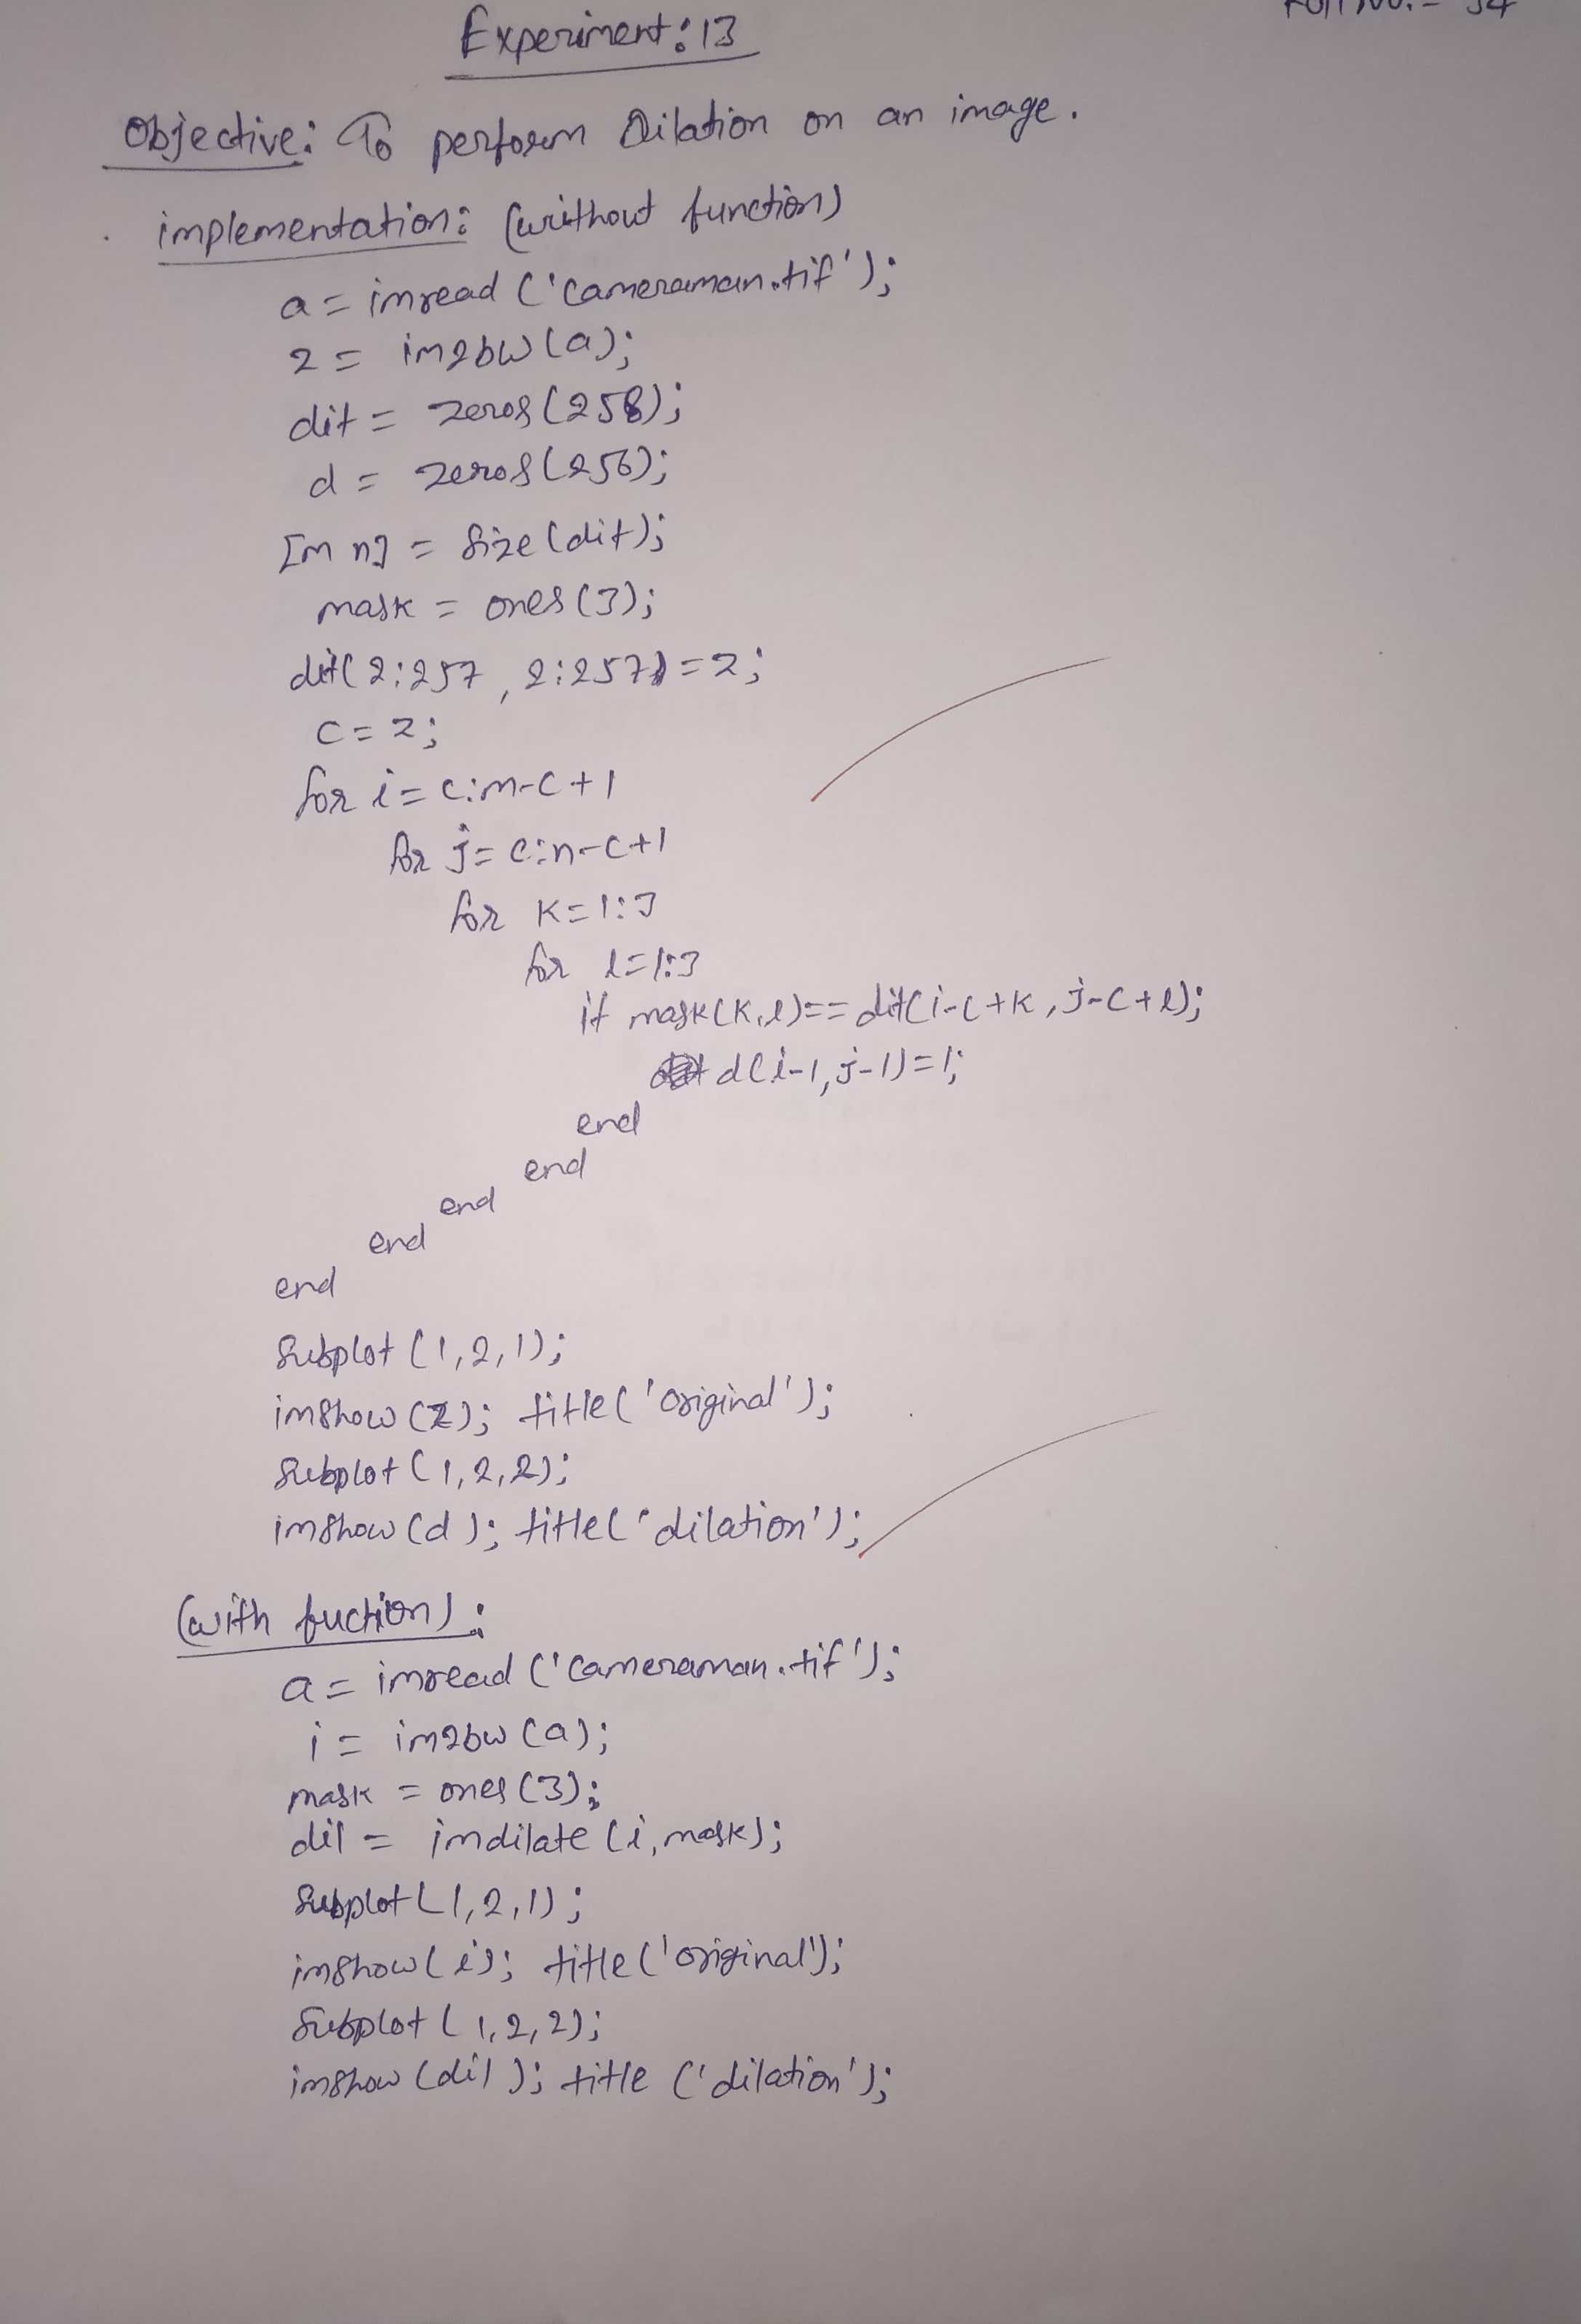 Experiment: 13
Roll No.-
Objective: To perform Dilation on an image.
implementation: (without function)
a = imread ('cameraman.tif');
z = im2bw(a);
dit = zeros(258);
d = zeros(256);
[m n] = size(dit);
mask = ones(3);
dit(2:257, 2:257)=z;
c=2;
for i=c:m-c+1
for j=c:n-c+1
for k=1:3
for l=1:3
if mask(k,l)==dit(i-c+k, j-c+l);
d(i-1,j-1)=1;
end
end
end
end
end
subplot (1,2,1);
imshow (z); title('original');
subplot (1,2,2);
imshow (d); title('dilation');
(with fuction):
a = imread ('cameraman.tif');
i = im2bw (a);
mask = ones (3);
dil = imdilate (i,mask);
subplot(1,2,1);
imshow(i); title('original');
subplot (1,2,2);
imshow (dil); title ('dilation');